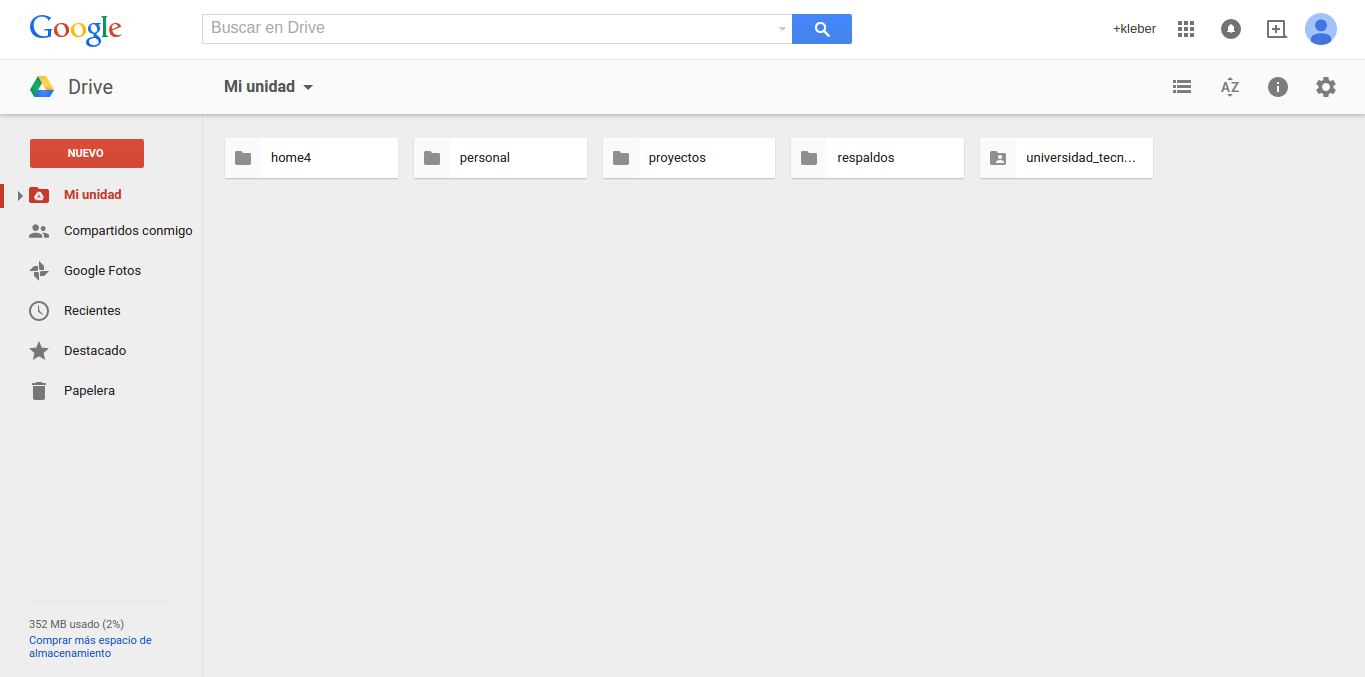 Google
Buscar en Drive
+kleber
Drive
Mi unidad
AZ
NUEVO
Mi unidad
Compartidos conmigo
Google Fotos
Recientes
Destacado
Papelera
home4
personal
proyectos
respaldos
universidad_tecn...
352 MB usado (2%)
Comprar más espacio de
almacenamiento